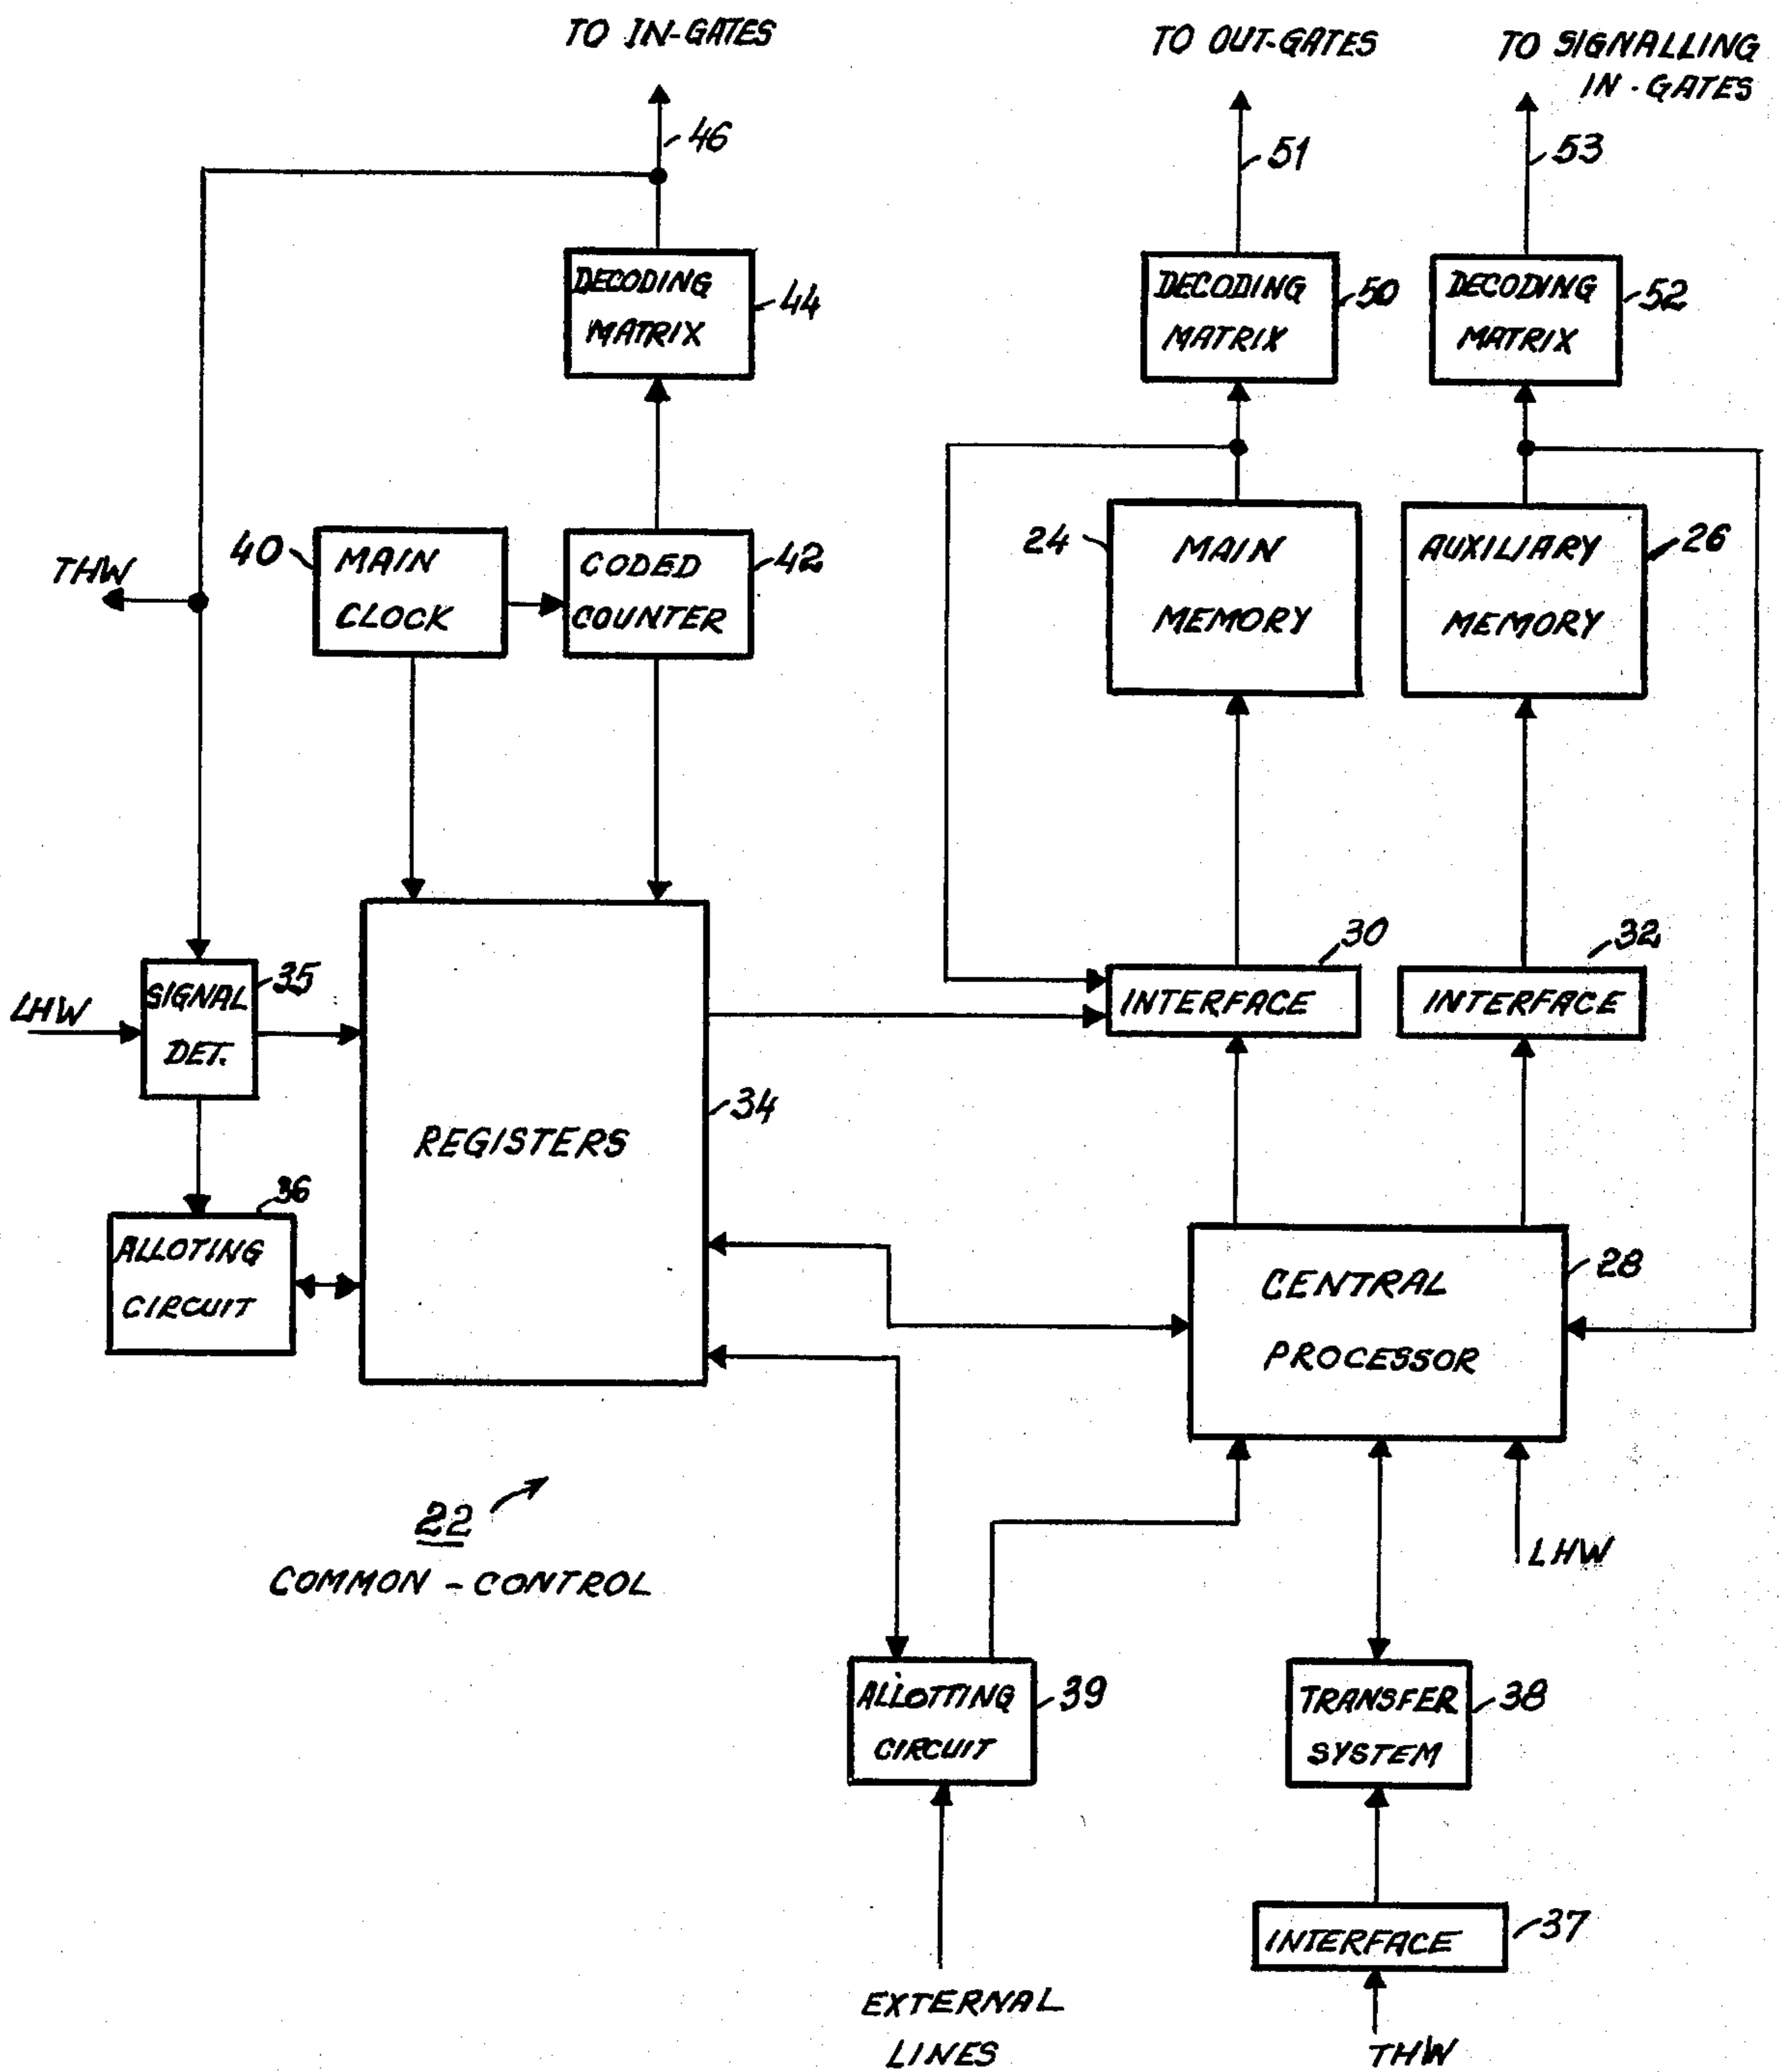 TO IN-GATES
TO OUT-GATES
TO SIGNALLING
IN-GATES
46
51
53
DECODING
MATRIX
44
DECODING
MATRIX
50
DECODING
MATRIX
52
THW
40
MAIN
CLOCK
CODED
COUNTER
42
24
MAIN
MEMORY
AUXILIARY
MEMORY
26
LHW
SIGNAL
DET.
35
30
INTERFACE
32
INTERFACE
REGISTERS
34
36
ALLOTING
CIRCUIT
CENTRAL
PROCESSOR
28
22
COMMON-CONTROL
LHW
ALLOTTING
CIRCUIT
39
TRANSFER
SYSTEM
38
INTERFACE
37
EXTERNAL
LINES
THW